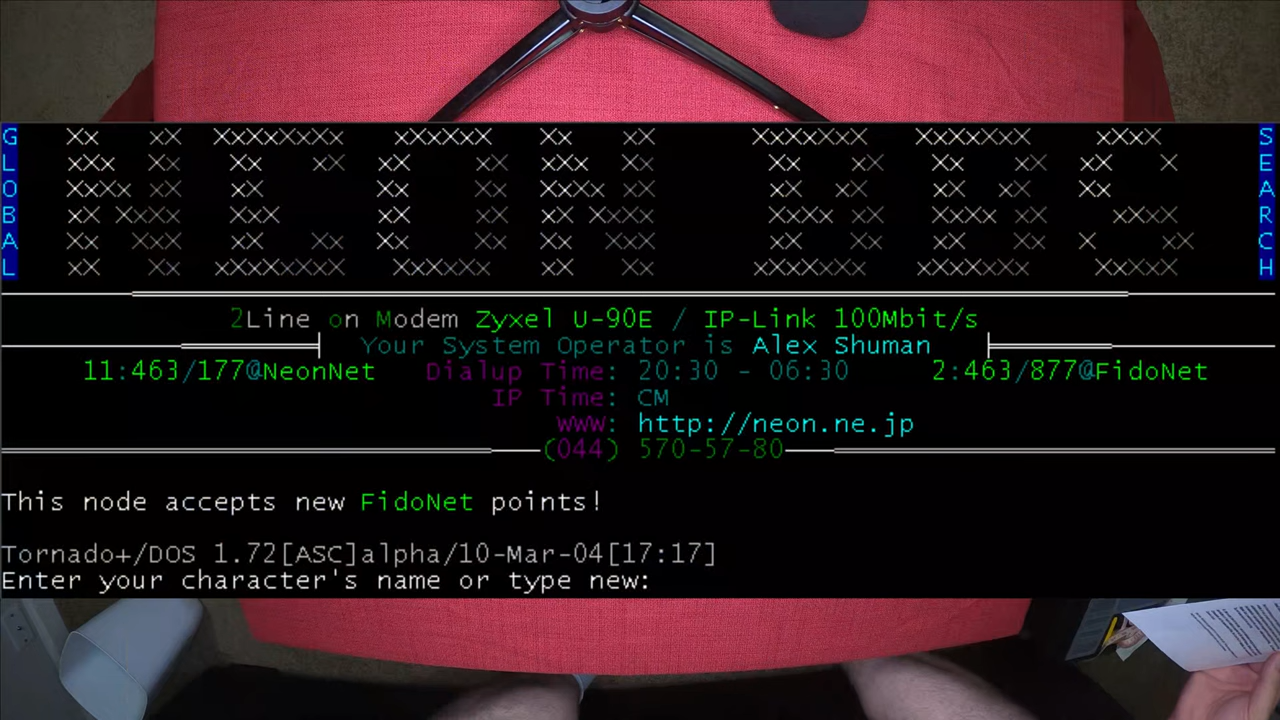 GLOBAL
NEON BBS
SEARCH
2Line on Modem Zyxel U-90E / IP-Link 100Mbit/s
Your System Operator is Alex Shuman
11:463/177@NeonNet Dialup Time: 20:30 - 06:30 2:463/877@FidoNet
IP Time: CM
WWW: http://neon.ne.jp
(044) 570-57-80
This node accepts new FidoNet points!
Tornado+/DOS 1.72[ASC]alpha/10-Mar-04[17:17]
Enter your character's name or type new: